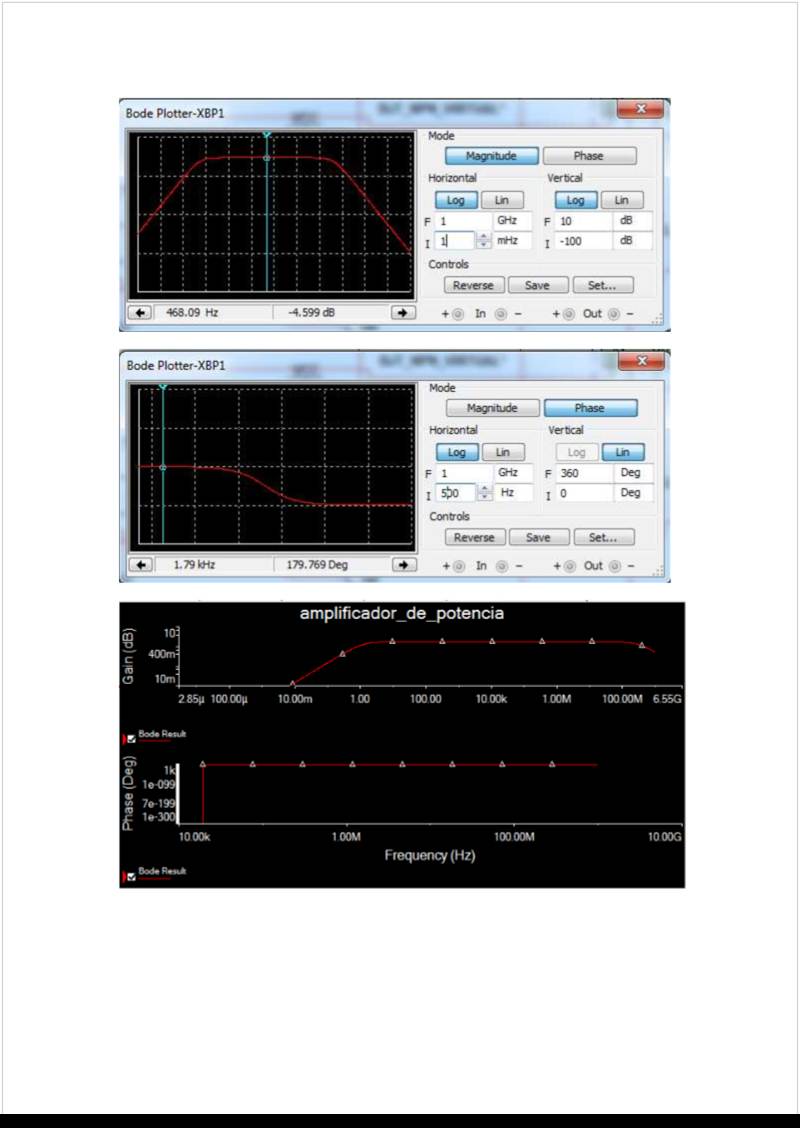 Bode Plotter-XBP1
Mode
Magnitude Phase
Horizontal Vertical
Log Lin Log Lin
F 1 GHz F 10 dB
I 1 mHz I -100 dB
Controls
Reverse Save Set...
468.09 Hz -4.599 dB + In - + Out -
Bode Plotter-XBP1
Mode
Magnitude Phase
Horizontal Vertical
Log Lin Log Lin
F 1 GHz F 360 Deg
I 500 Hz I 0 Deg
Controls
Reverse Save Set...
1.79 kHz 179.769 Deg + In - + Out -
amplificador_de_potencia
Gain (dB)
10
400m
10m
2.85µ 100.00µ 10.00m 1.00 100.00 10.00k 1.00M 100.00M 6.55G
Bode Result
Phase (Deg)
1k
1e-099
7e-199
1e-300
10.00k 1.00M 100.00M 10.00G
Frequency (Hz)
Bode Result